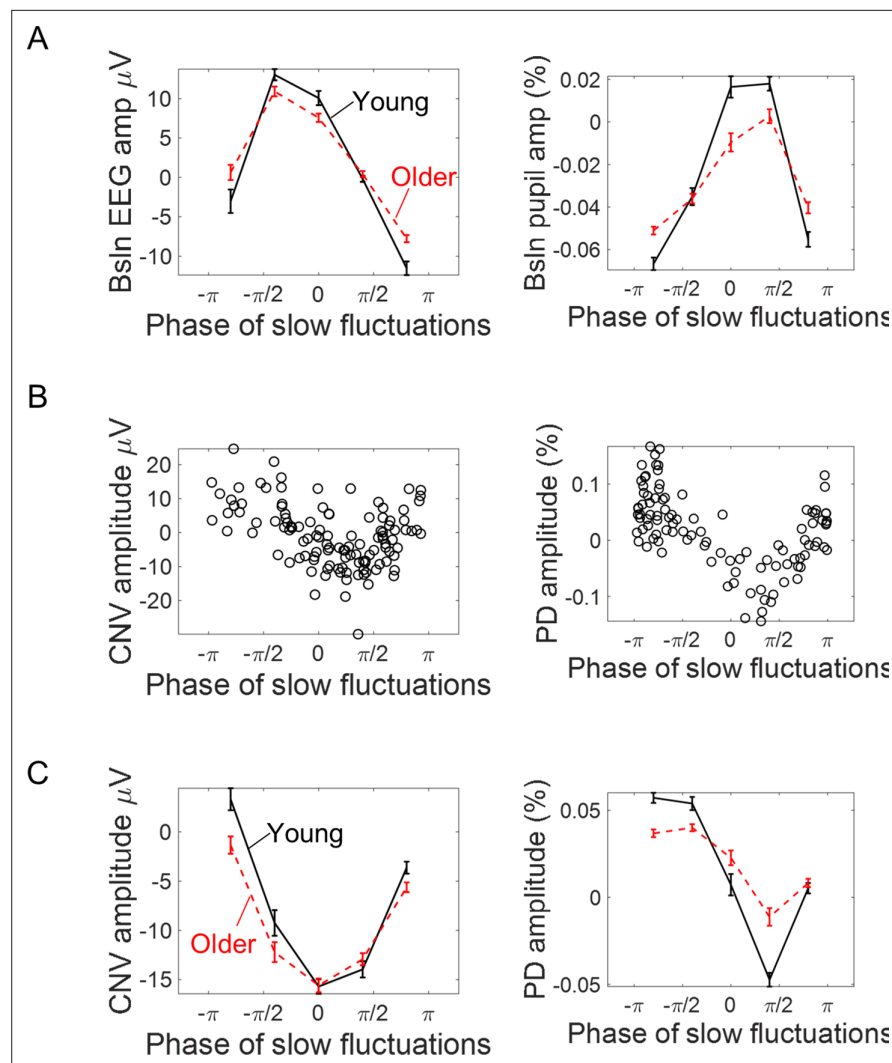 A
Bsln EEG amp μV
10
5
0
-5
-10
Young
Older
-π
-π/2
0
π/2
π
Phase of slow fluctuations
Bsln pupil amp (%)
0.02
0
-0.02
-0.04
-0.06
-π
-π/2
0
π/2
π
Phase of slow fluctuations
B
CNV amplitude μV
20
10
0
-10
-20
-π
-π/2
0
π/2
π
Phase of slow fluctuations
PD amplitude (%)
0.1
0
-0.1
-π
-π/2
0
π/2
π
Phase of slow fluctuations
C
CNV amplitude μV
0
-5
-10
-15
Young
Older
-π
-π/2
0
π/2
π
Phase of slow fluctuations
PD amplitude (%)
0.05
0
-0.05
-π
-π/2
0
π/2
π
Phase of slow fluctuations